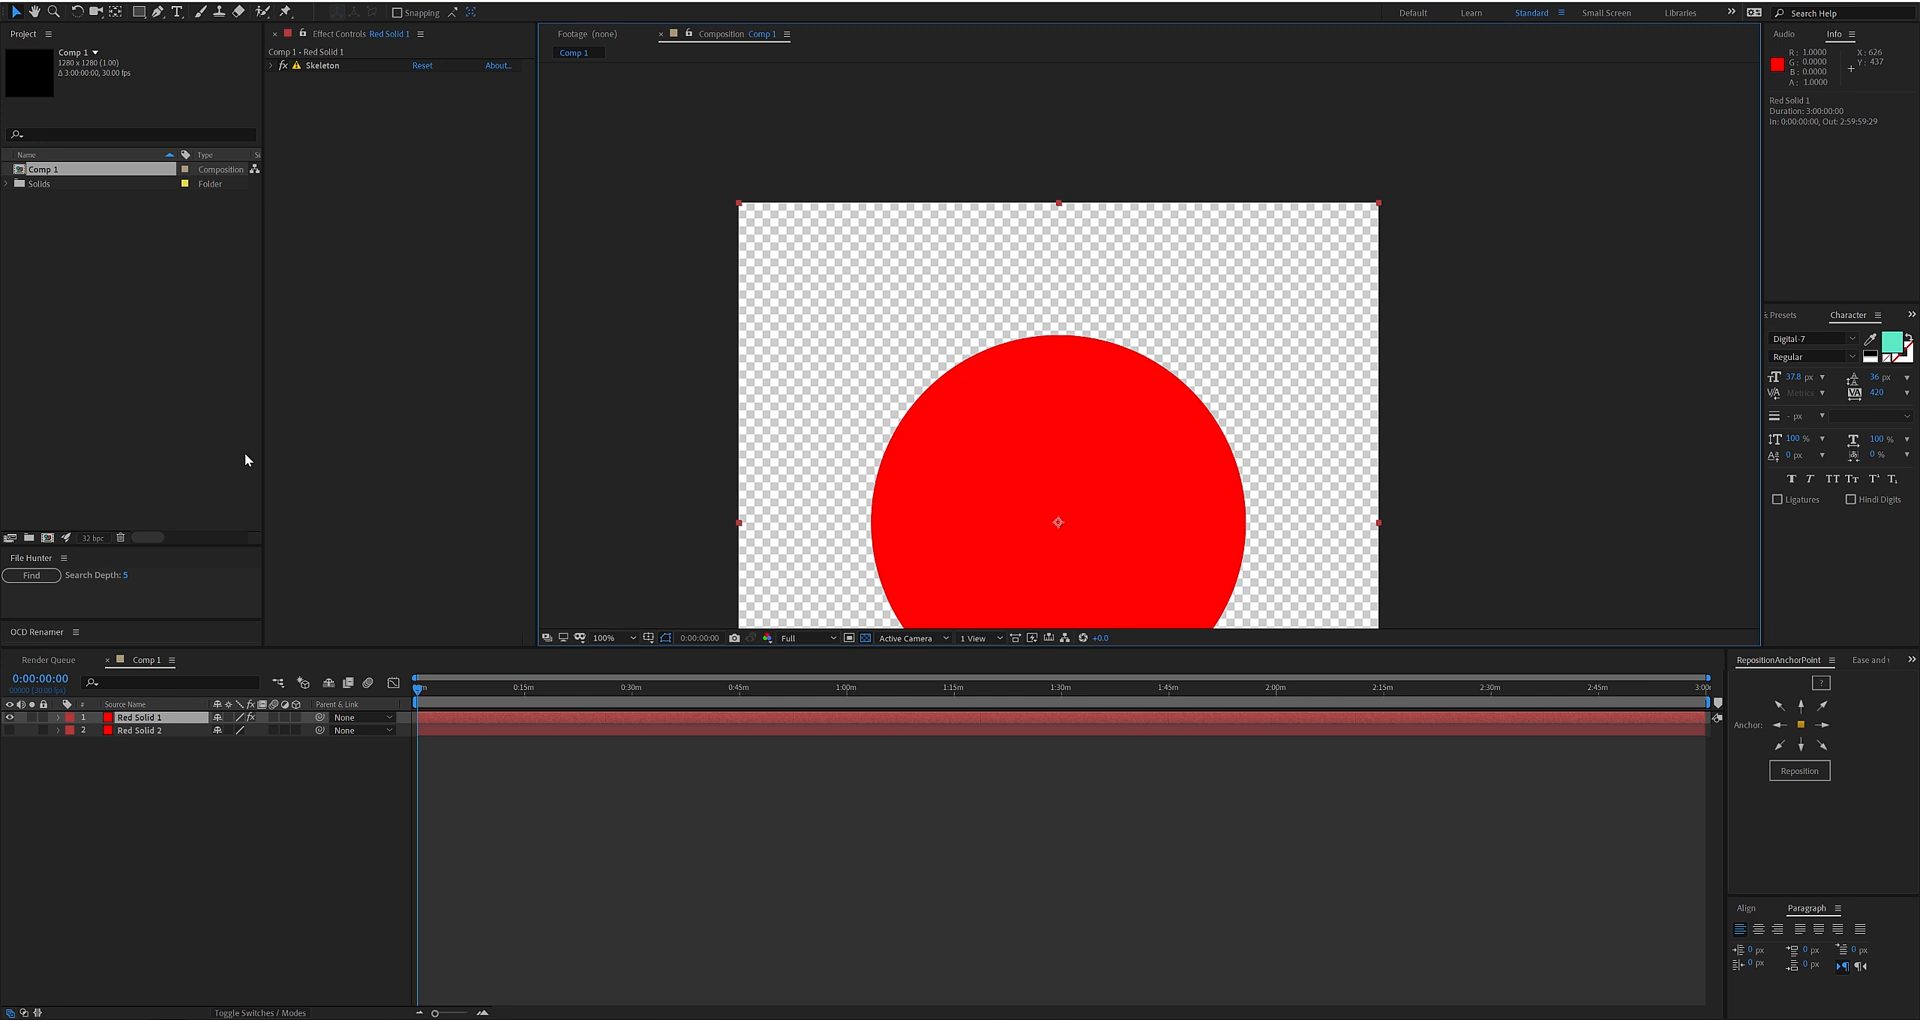 Snapping
Default
Learn
Standard
Small Screen
Libraries
Search Help
Project
Comp 1
1280 x 1280 (1.00)
Δ 3:00:00:00, 30.00 fps
Name
Type
Comp 1
Composition
Solids
Folder
32 bpc
File Hunter
Find
Search Depth: 5
OCD Renamer
Effect Controls Red Solid 1
Comp 1 • Red Solid 1
fx Skeleton
Reset
About...
Footage (none)
Composition Comp 1
Comp 1
100%
0:00:00:00
Full
Active Camera
1 View
+0.0
Audio
Info
R: 1.0000
G: 0.0000
B: 0.0000
A: 1.0000
X: 626
Y: 437
Red Solid 1
Duration: 3:00:00:00
In: 0:00:00:00, Out: 2:59:59:29
Presets
Character
Digital-7
Regular
37.8 px
36 px
Metrics
420
- px
100 %
100 %
0 px
0 %
Ligatures
Hindi Digits
Render Queue
Comp 1
0:00:00:00
00000 (30.00 fps)
0:15m
0:30m
0:45m
1:00m
1:15m
1:30m
1:45m
2:00m
2:15m
2:30m
2:45m
#
Source Name
Parent & Link
1
Red Solid 1
None
2
Red Solid 2
None
Toggle Switches / Modes
RepositionAnchorPoint
Ease and
?
Anchor:
Reposition
Align
Paragraph
0 px
0 px
0 px
0 px
0 px